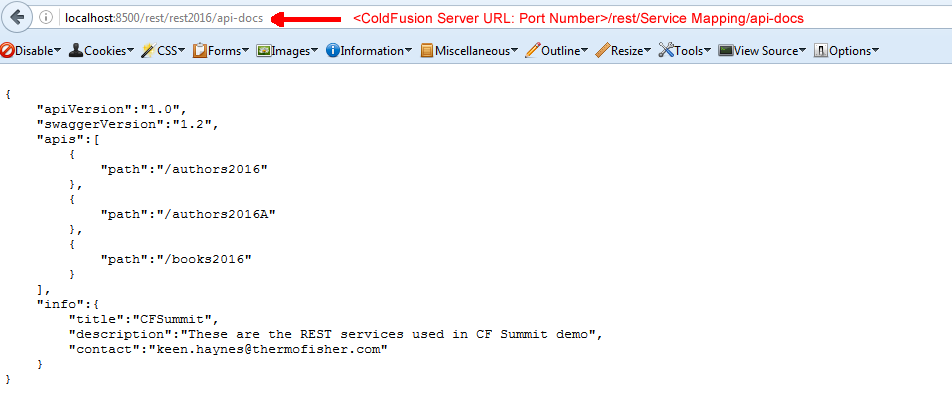 localhost:8500/rest/rest2016/api-docs <ColdFusion Server URL: Port Number>/rest/Service Mapping/api-docs
Disable Cookies CSS Forms Images Information Miscellaneous Outline Resize Tools View Source Options
{
"apiVersion":"1.0",
"swaggerVersion":"1.2",
"apis":[
{
"path":"/authors2016"
},
{
"path":"/authors2016A"
},
{
"path":"/books2016"
}
],
"info":{
"title":"CFSummit",
"description":"These are the REST services used in CF Summit demo",
"contact":"keen.haynes@thermofisher.com"
}
}